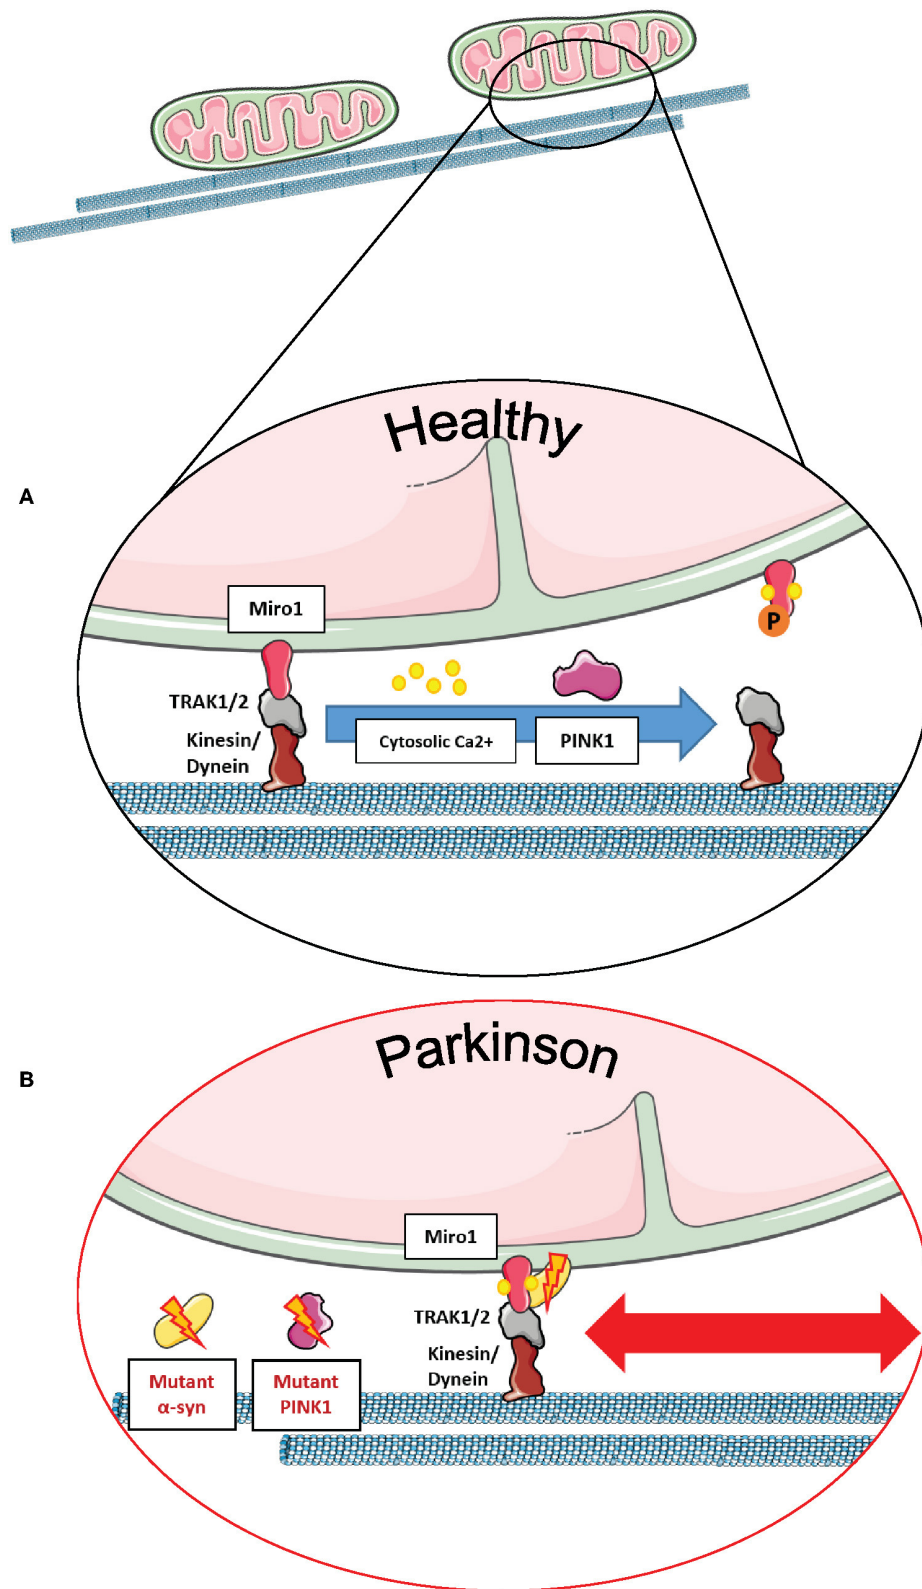 Healthy
A
Miro1
P
TRAK1/2
Kinesin/
Dynein
Cytosolic Ca2+
PINK1
Parkinson
B
Miro1
TRAK1/2
Kinesin/
Dynein
Mutant
α-syn
Mutant
PINK1